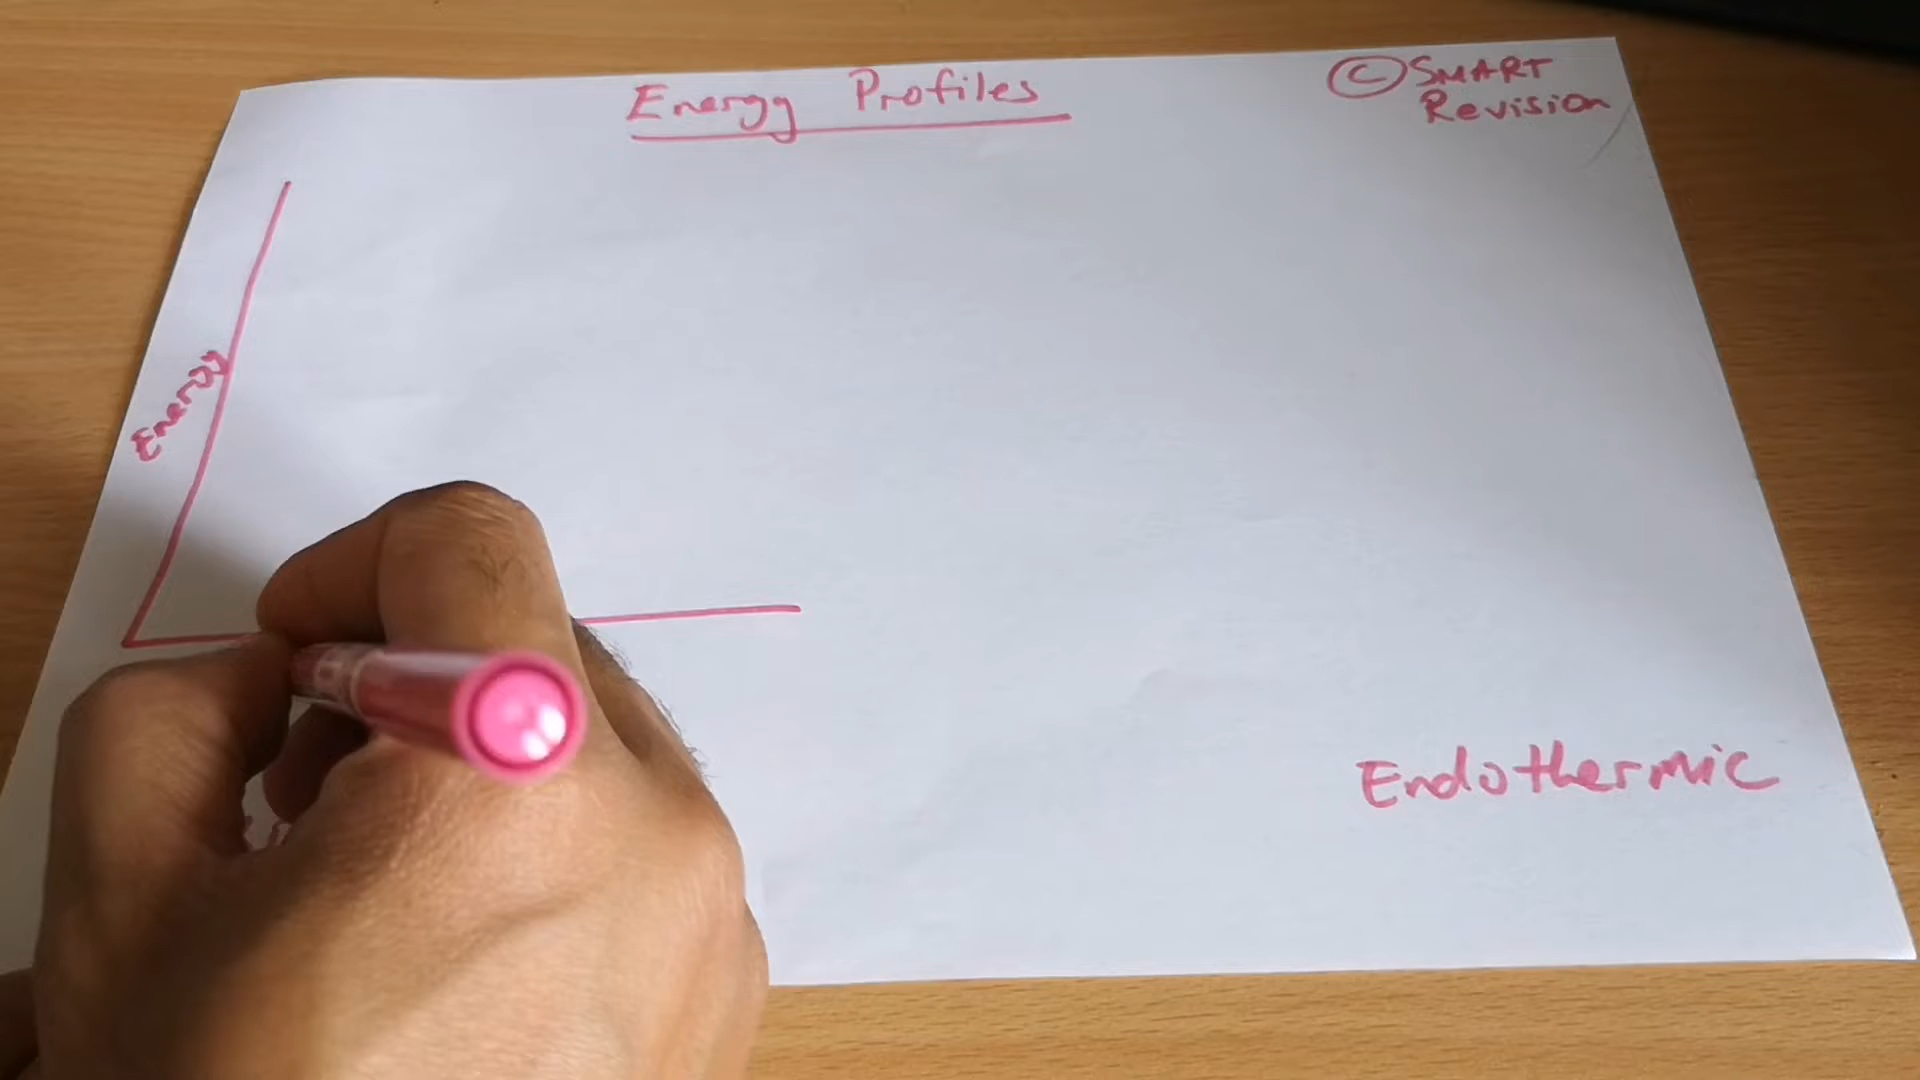 Energy Profiles
© SMART
Revision
Energy
Endothermic